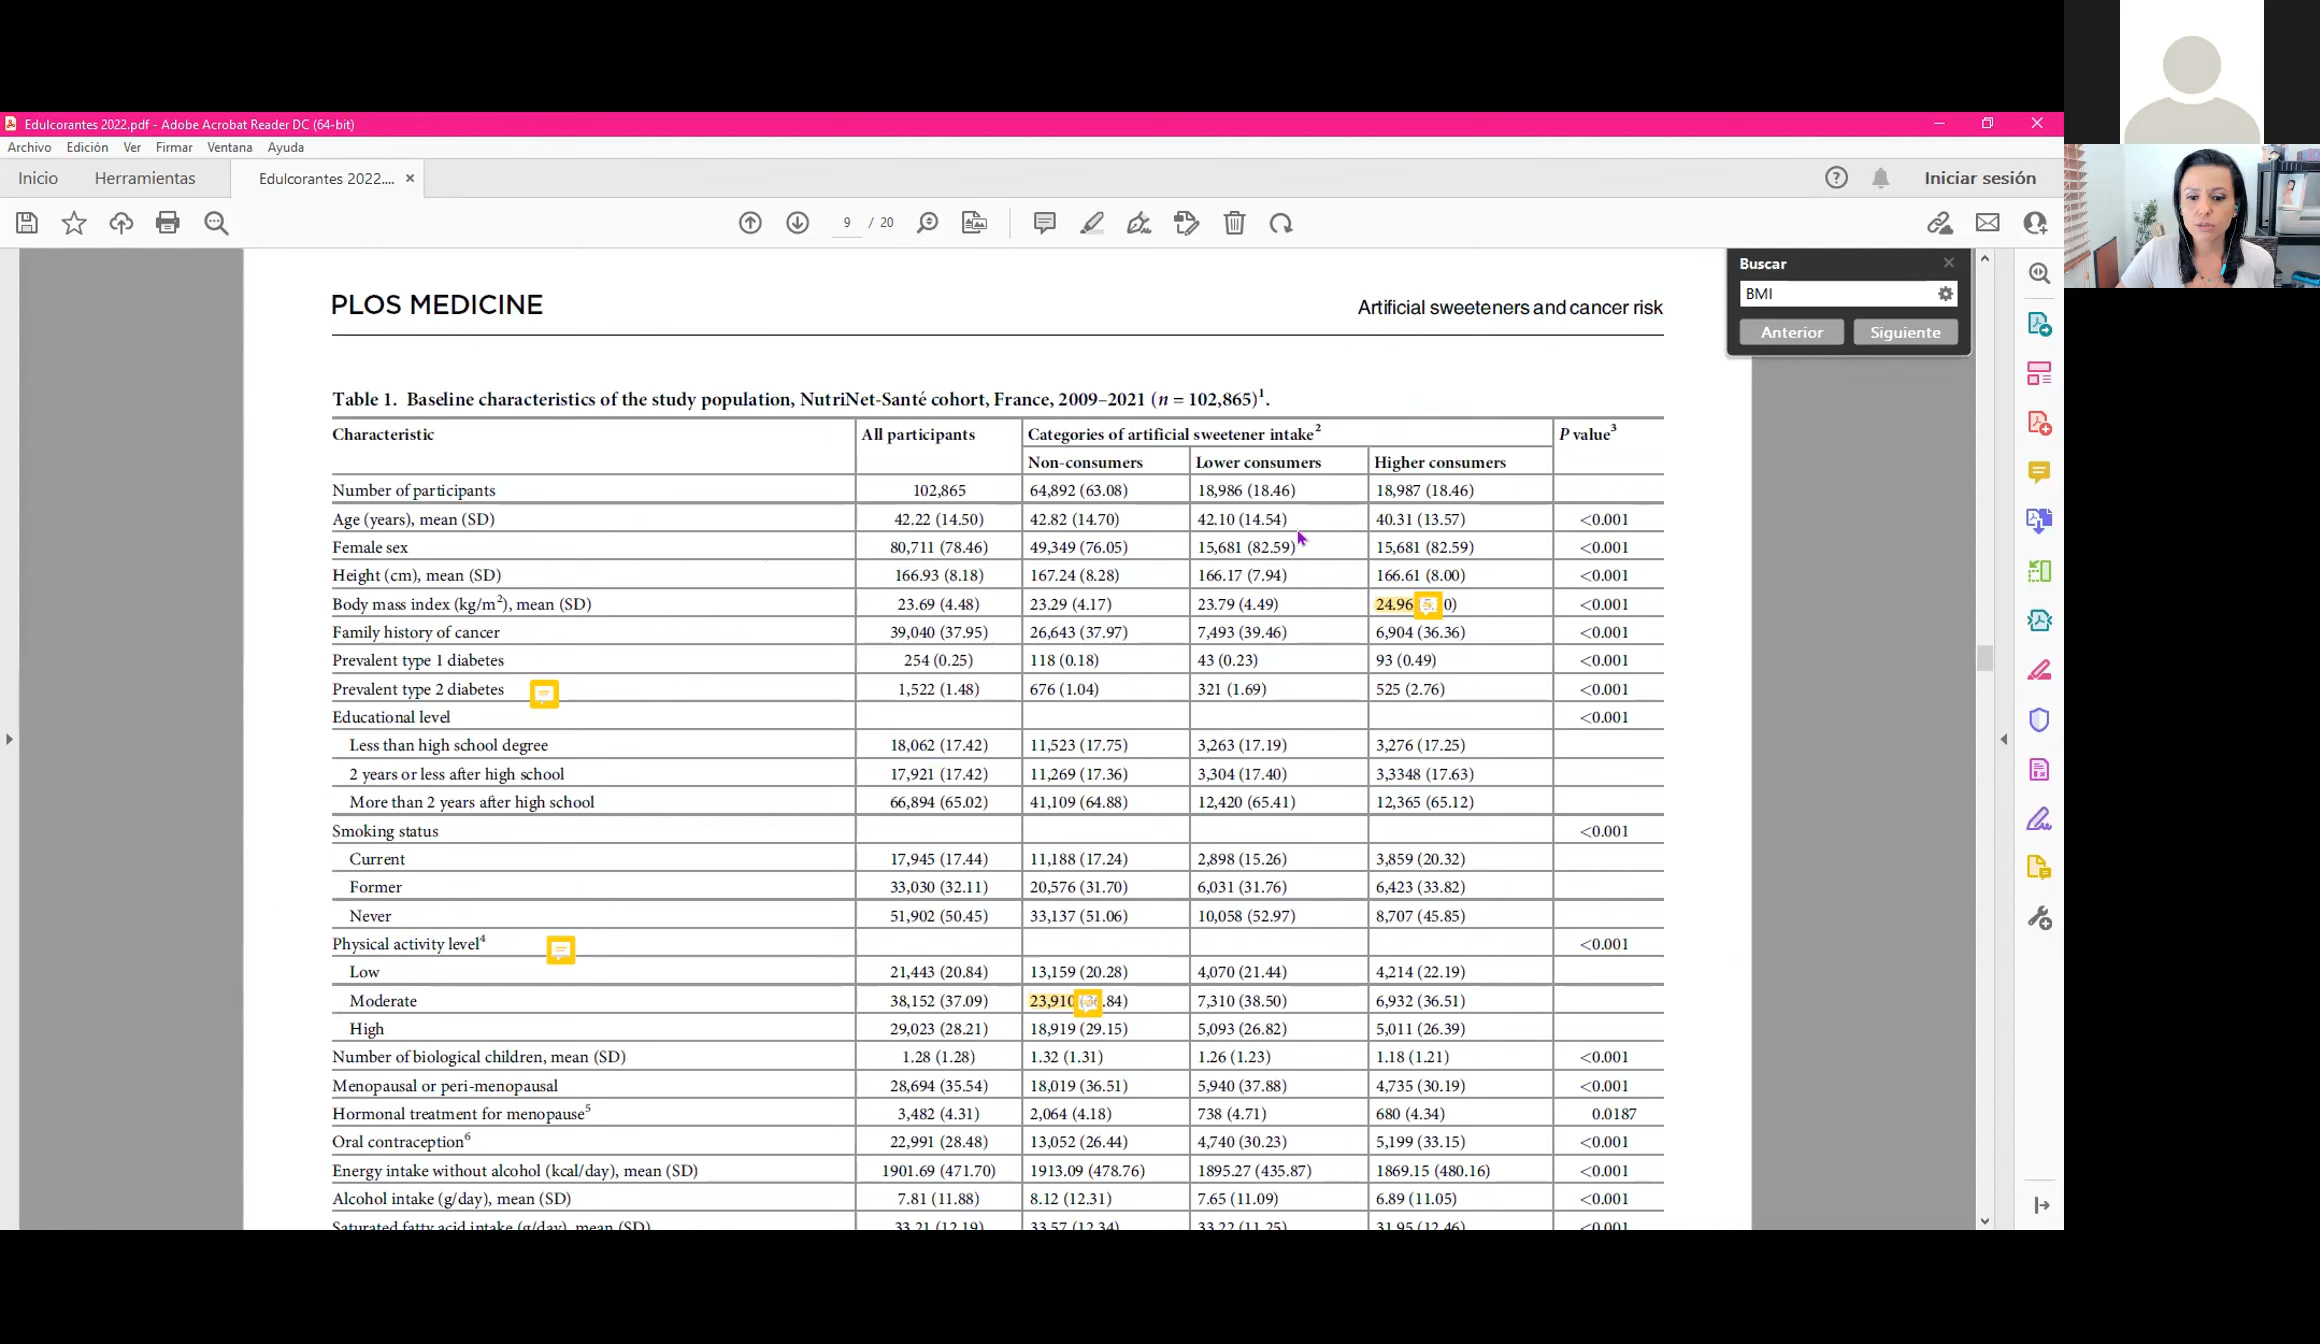 Edulcorantes 2022.pdf - Adobe Acrobat Reader DC (64-bit)
Archivo Edición Ver Firmar Ventana Ayuda
Inicio Herramientas Edulcorantes 2022.... × Iniciar sesión
9 / 20
Buscar
BMI
Anterior Siguiente
PLOS MEDICINE Artificial sweeteners and cancer risk
Table 1. Baseline characteristics of the study population, NutriNet-Santé cohort, France, 2009–2021 (n = 102,865)1.
Characteristic All participants Categories of artificial sweetener intake2 P value3
Non-consumers Lower consumers Higher consumers
Number of participants 102,865 64,892 (63.08) 18,986 (18.46) 18,987 (18.46)
Age (years), mean (SD) 42.22 (14.50) 42.82 (14.70) 42.10 (14.54) 40.31 (13.57) <0.001
Female sex 80,711 (78.46) 49,349 (76.05) 15,681 (82.59) 15,681 (82.59) <0.001
Height (cm), mean (SD) 166.93 (8.18) 167.24 (8.28) 166.17 (7.94) 166.61 (8.00) <0.001
Body mass index (kg/m2), mean (SD) 23.69 (4.48) 23.29 (4.17) 23.79 (4.49) 24.96 0) <0.001
Family history of cancer 39,040 (37.95) 26,643 (37.97) 7,493 (39.46) 6,904 (36.36) <0.001
Prevalent type 1 diabetes 254 (0.25) 118 (0.18) 43 (0.23) 93 (0.49) <0.001
Prevalent type 2 diabetes 1,522 (1.48) 676 (1.04) 321 (1.69) 525 (2.76) <0.001
Educational level <0.001
Less than high school degree 18,062 (17.42) 11,523 (17.75) 3,263 (17.19) 3,276 (17.25)
2 years or less after high school 17,921 (17.42) 11,269 (17.36) 3,304 (17.40) 3,3348 (17.63)
More than 2 years after high school 66,894 (65.02) 41,109 (64.88) 12,420 (65.41) 12,365 (65.12)
Smoking status <0.001
Current 17,945 (17.44) 11,188 (17.24) 2,898 (15.26) 3,859 (20.32)
Former 33,030 (32.11) 20,576 (31.70) 6,031 (31.76) 6,423 (33.82)
Never 51,902 (50.45) 33,137 (51.06) 10,058 (52.97) 8,707 (45.85)
Physical activity level4 <0.001
Low 21,443 (20.84) 13,159 (20.28) 4,070 (21.44) 4,214 (22.19)
Moderate 38,152 (37.09) 23,910 .84) 7,310 (38.50) 6,932 (36.51)
High 29,023 (28.21) 18,919 (29.15) 5,093 (26.82) 5,011 (26.39)
Number of biological children, mean (SD) 1.28 (1.28) 1.32 (1.31) 1.26 (1.23) 1.18 (1.21) <0.001
Menopausal or peri-menopausal 28,694 (35.54) 18,019 (36.51) 5,940 (37.88) 4,735 (30.19) <0.001
Hormonal treatment for menopause5 3,482 (4.31) 2,064 (4.18) 738 (4.71) 680 (4.34) 0.0187
Oral contraception6 22,991 (28.48) 13,052 (26.44) 4,740 (30.23) 5,199 (33.15) <0.001
Energy intake without alcohol (kcal/day), mean (SD) 1901.69 (471.70) 1913.09 (478.76) 1895.27 (435.87) 1869.15 (480.16) <0.001
Alcohol intake (g/day), mean (SD) 7.81 (11.88) 8.12 (12.31) 7.65 (11.09) 6.89 (11.05) <0.001
Saturated fatty acid intake (g/day), mean (SD) 33.21 (12.19) 33.57 (12.34) 33.22 (11.25) 31.95 (12.46) <0.001